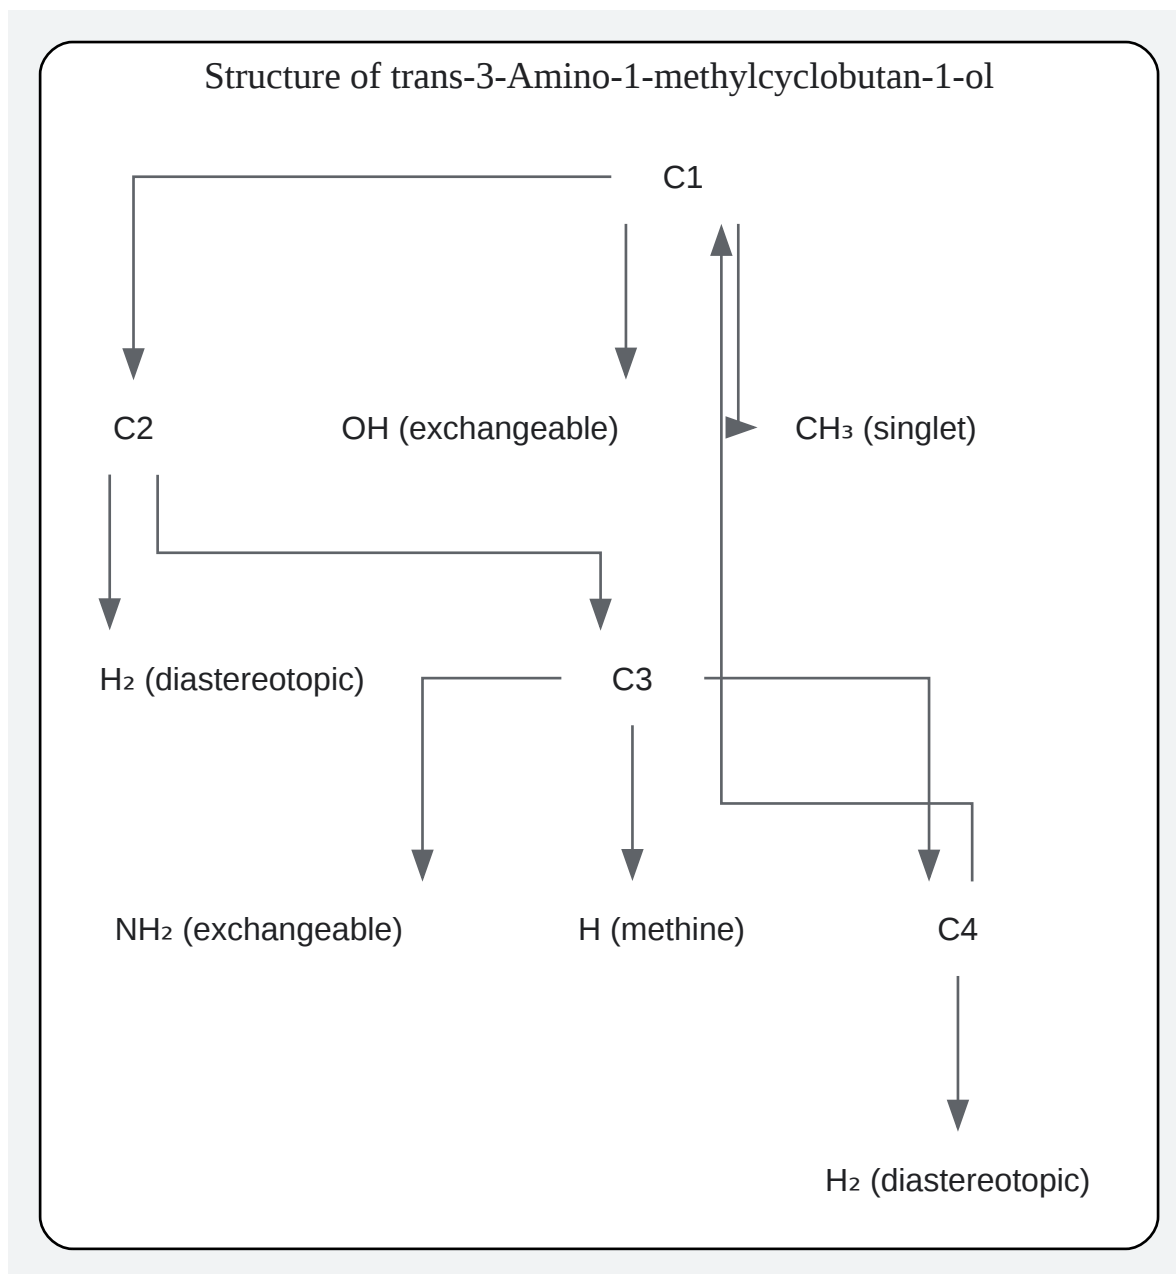 Structure of trans-3-Amino-1-methylcyclobutan-1-ol
C1
C2
OH (exchangeable)
CH₃ (singlet)
H₂ (diastereotopic)
C3
NH₂ (exchangeable)
H (methine)
C4
H₂ (diastereotopic)